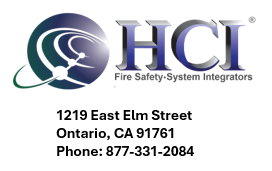 HCI®
Fire Safety·System Integrators
1219 East Elm Street
Ontario, CA 91761
Phone: 877-331-2084